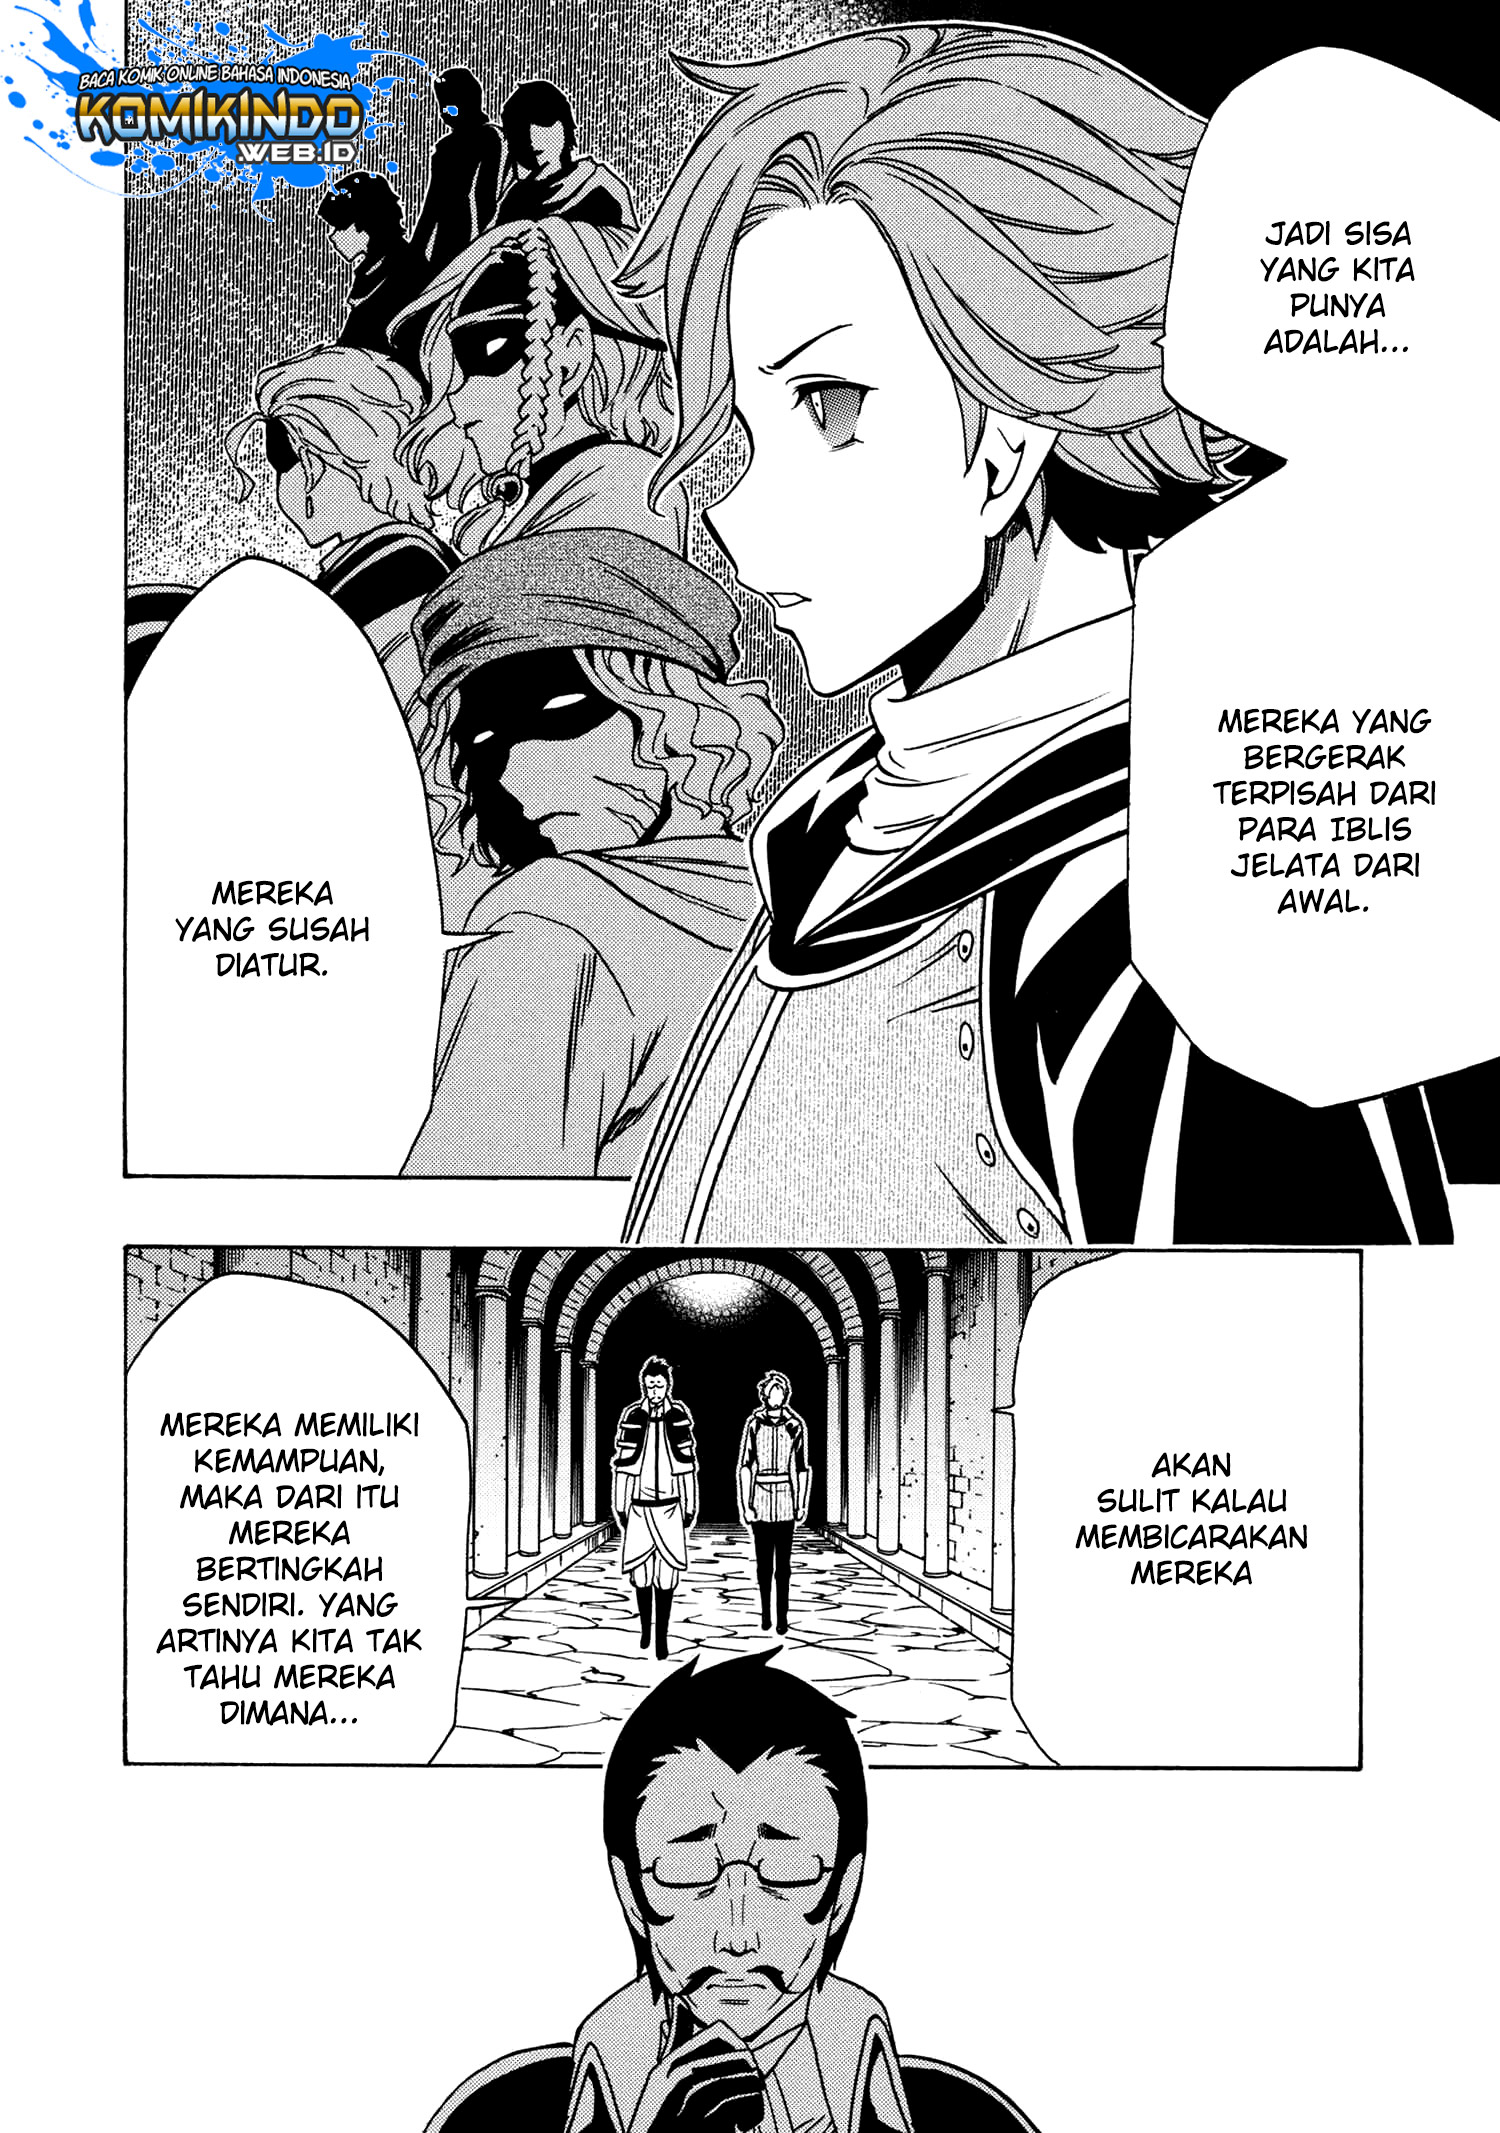 BACA KOMIK ONLINE BAHASA INDONESIA
KOMIKINDO
.WEB.ID
JADI SISA
YANG KITA
PUNYA
ADALAH...
MEREKA YANG
BERGERAK
TERPISAH DARI
PARA IBLIS
JELATA DARI
AWAL.
MEREKA
YANG SUSAH
DIATUR.
AKAN
SULIT KALAU
MEMBICARAKAN
MEREKA
MEREKA MEMILIKI
KEMAMPUAN,
MAKA DARI ITU
MEREKA
BERTINGKAH
SENDIRI. YANG
ARTINYA KITA TAK
TAHU MEREKA
DIMANA...